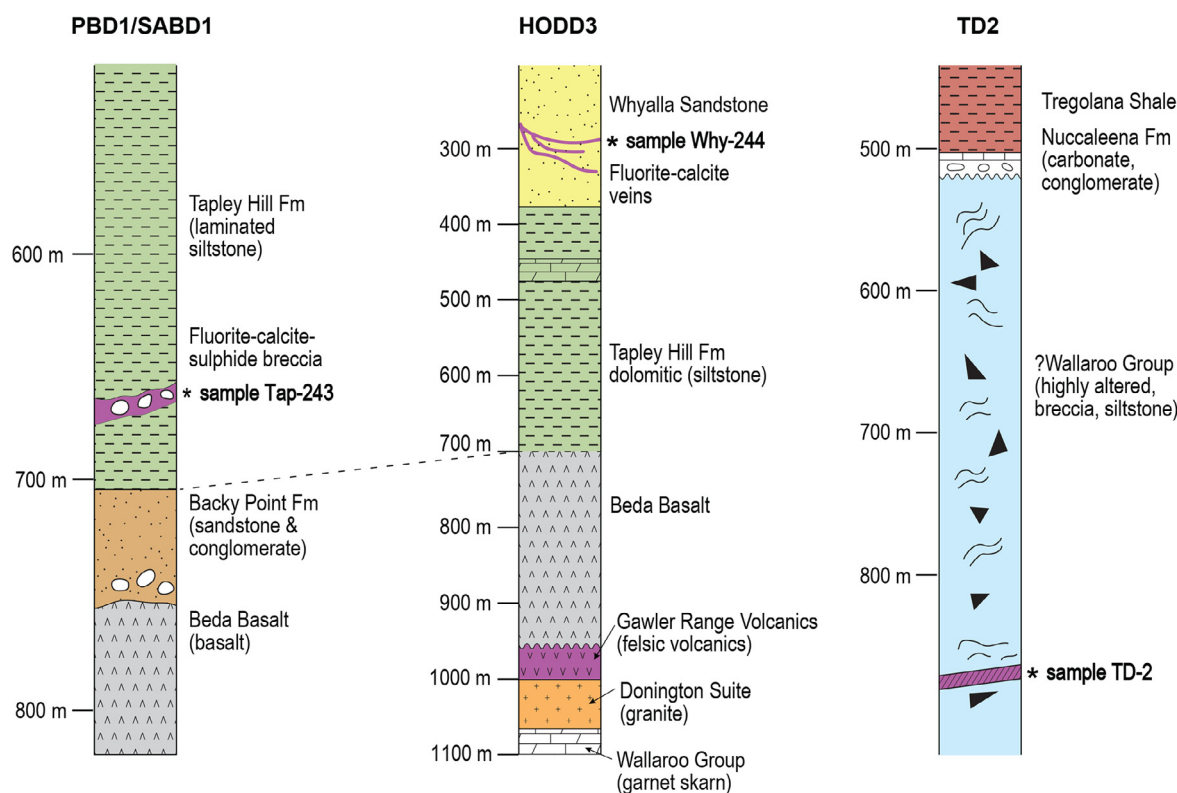 PBD1/SABD1
Tapley Hill Fm
(laminated
siltstone)
600 m
Fluorite-calcite-
sulphide breccia
* sample Tap-243
700 m
Backy Point Fm
(sandstone &
conglomerate)
Beda Basalt
(basalt)
800 m
HODD3
Whyalla Sandstone
300 m
* sample Why-244
Fluorite-calcite
veins
400 m
500 m
Tapley Hill Fm
dolomitic (siltstone)
600 m
700 m
Beda Basalt
800 m
900 m
Gawler Range Volcanics
(felsic volcanics)
1000 m
Donington Suite
(granite)
1100 m
Wallaroo Group
(garnet skarn)
TD2
Tregolana Shale
500 m
Nuccaleena Fm
(carbonate,
conglomerate)
600 m
?Wallaroo Group
(highly altered,
breccia, siltstone)
700 m
800 m
* sample TD-2